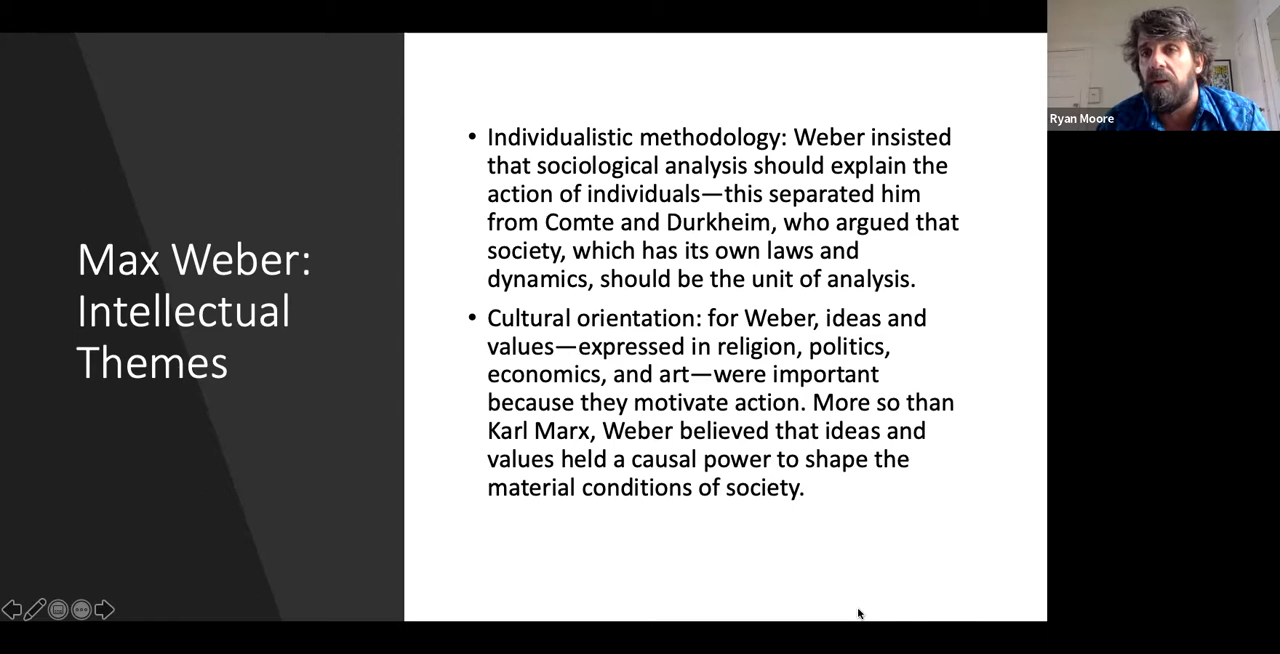 Max Weber:
Intellectual
Themes
• Individualistic methodology: Weber insisted
that sociological analysis should explain the
action of individuals—this separated him
from Comte and Durkheim, who argued that
society, which has its own laws and
dynamics, should be the unit of analysis.
• Cultural orientation: for Weber, ideas and
values—expressed in religion, politics,
economics, and art—were important
because they motivate action. More so than
Karl Marx, Weber believed that ideas and
values held a causal power to shape the
material conditions of society.
Ryan Moore